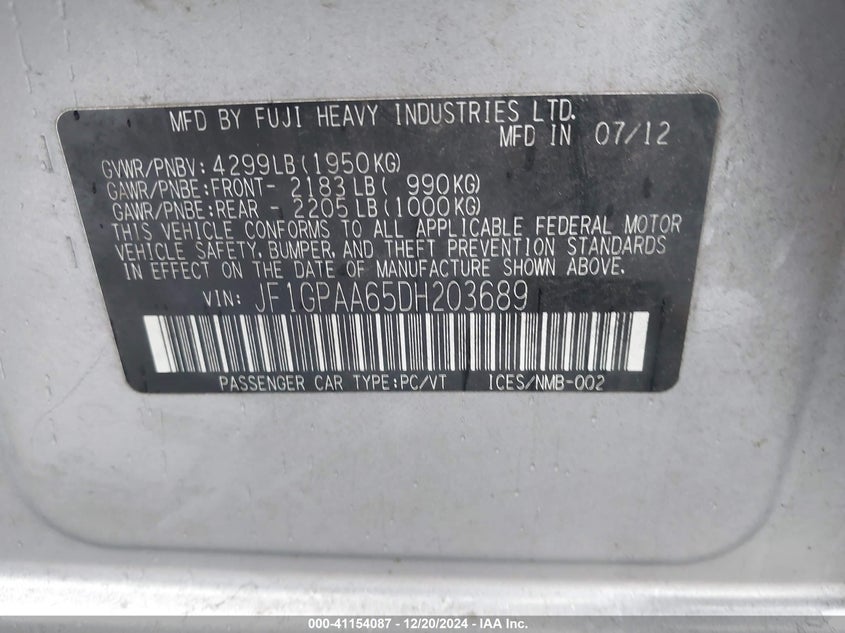 MFD BY FUJI HEAVY INDUSTRIES LTD.
MFD IN 07/12
GVWR/PNBV: 4299LB(1950KG)
GAWR/PNBE:FRONT- 2183LB( 990KG)
GAWR/PNBE:REAR - 2205LB(1000KG)
THIS VEHICLE CONFORMS TO ALL APPLICABLE FEDERAL MOTOR
VEHICLE SAFETY, BUMPER, AND THEFT PREVENTION STANDARDS
IN EFFECT ON THE DATE OF MANUFACTURE SHOWN ABOVE.
VIN: JF1GPAA65DH203689
PASSENGER CAR TYPE:PC/VT ICES/NMB-002
000-41154087 - 12/20/2024 - IAA Inc.